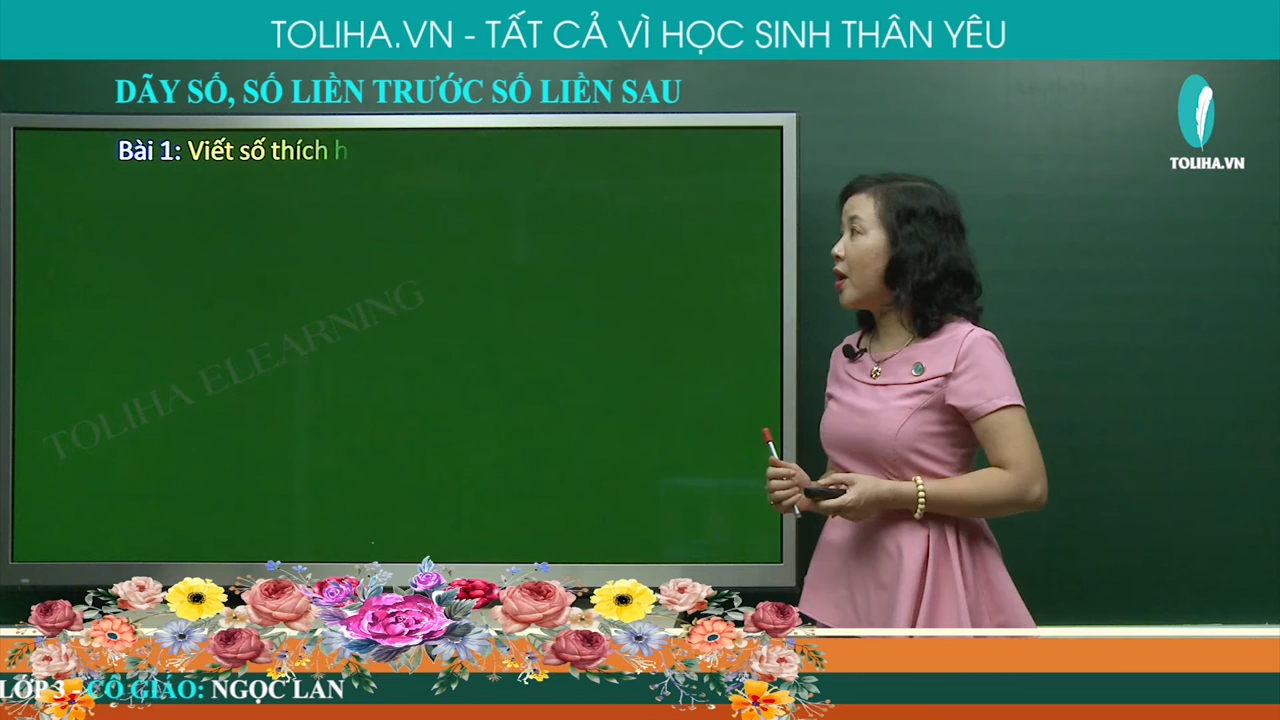 TOLIHA.VN - TẤT CẢ VÌ HỌC SINH THÂN YÊU
DÃY SỐ, SỐ LIỀN TRƯỚC SỐ LIỀN SAU
TOLIHA.VN
Bài 1: Viết số thích h
TOLIHA ELEARNING
LỚP 3 - CÔ GIÁO: NGỌC LAN